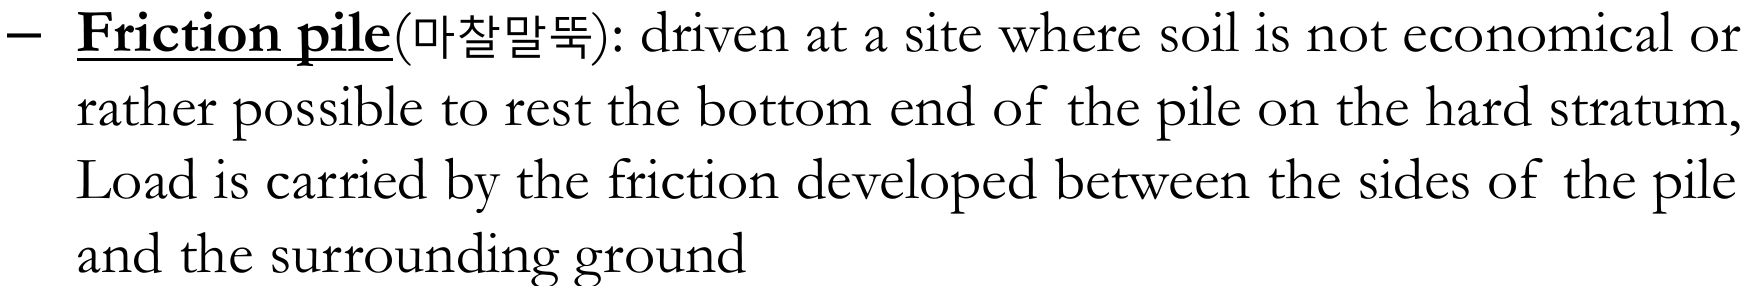 – Friction pile(마찰말뚝): driven at a site where soil is not economical or
rather possible to rest the bottom end of the pile on the hard stratum,
Load is carried by the friction developed between the sides of the pile
and the surrounding ground